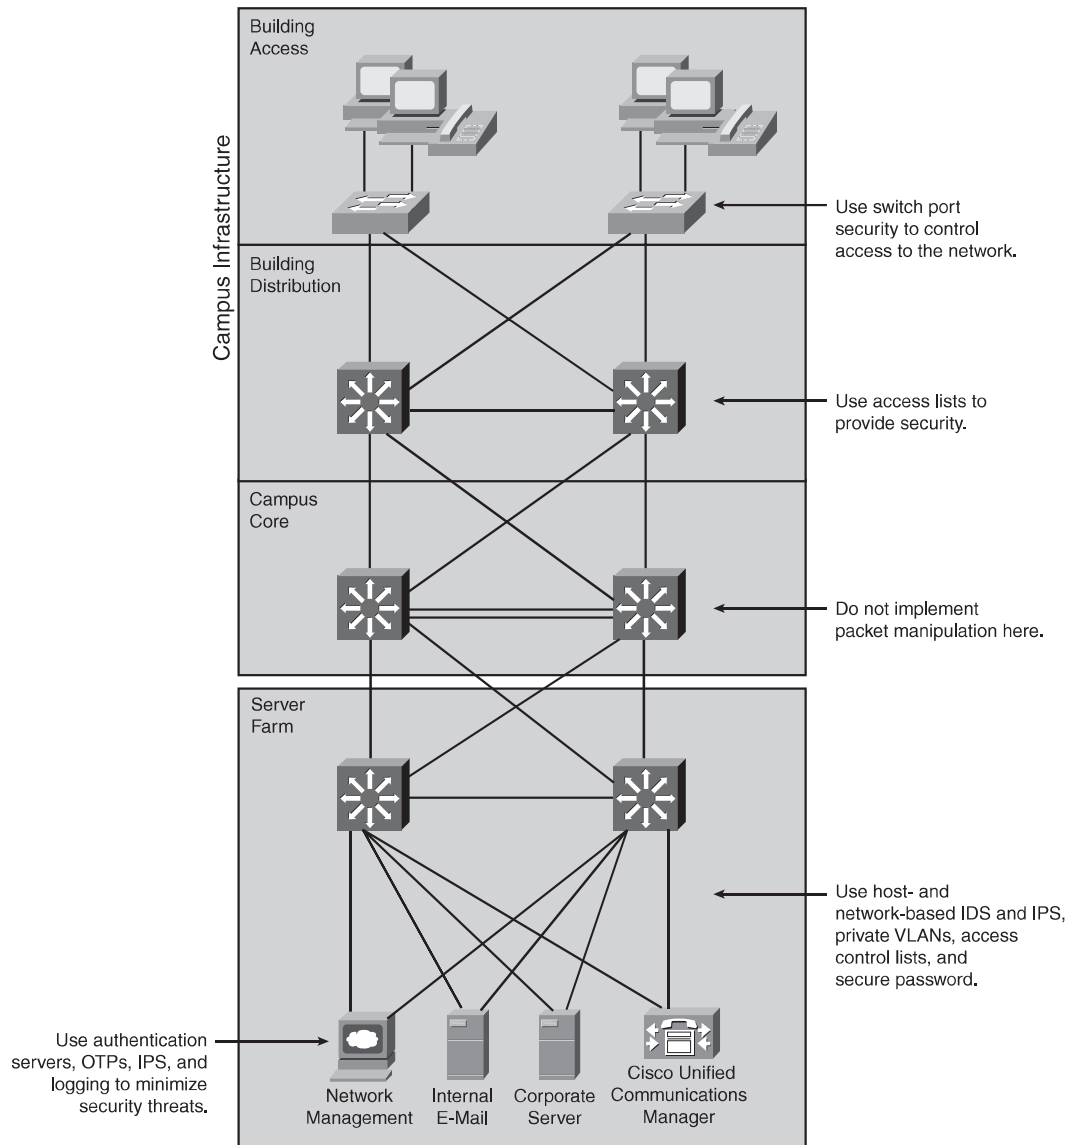 Building
Access
Campus Infrastructure
Use switch port
security to control
access to the network.
Building
Distribution
Use access lists to
provide security.
Campus
Core
Do not implement
packet manipulation here.
Server
Farm
Use host- and
network-based IDS and IPS,
private VLANs, access
control lists, and
secure password.
Use authentication
servers, OTPs, IPS, and
logging to minimize
security threats.
Network
Management
Internal
E-Mail
Corporate
Server
Cisco Unified
Communications
Manager